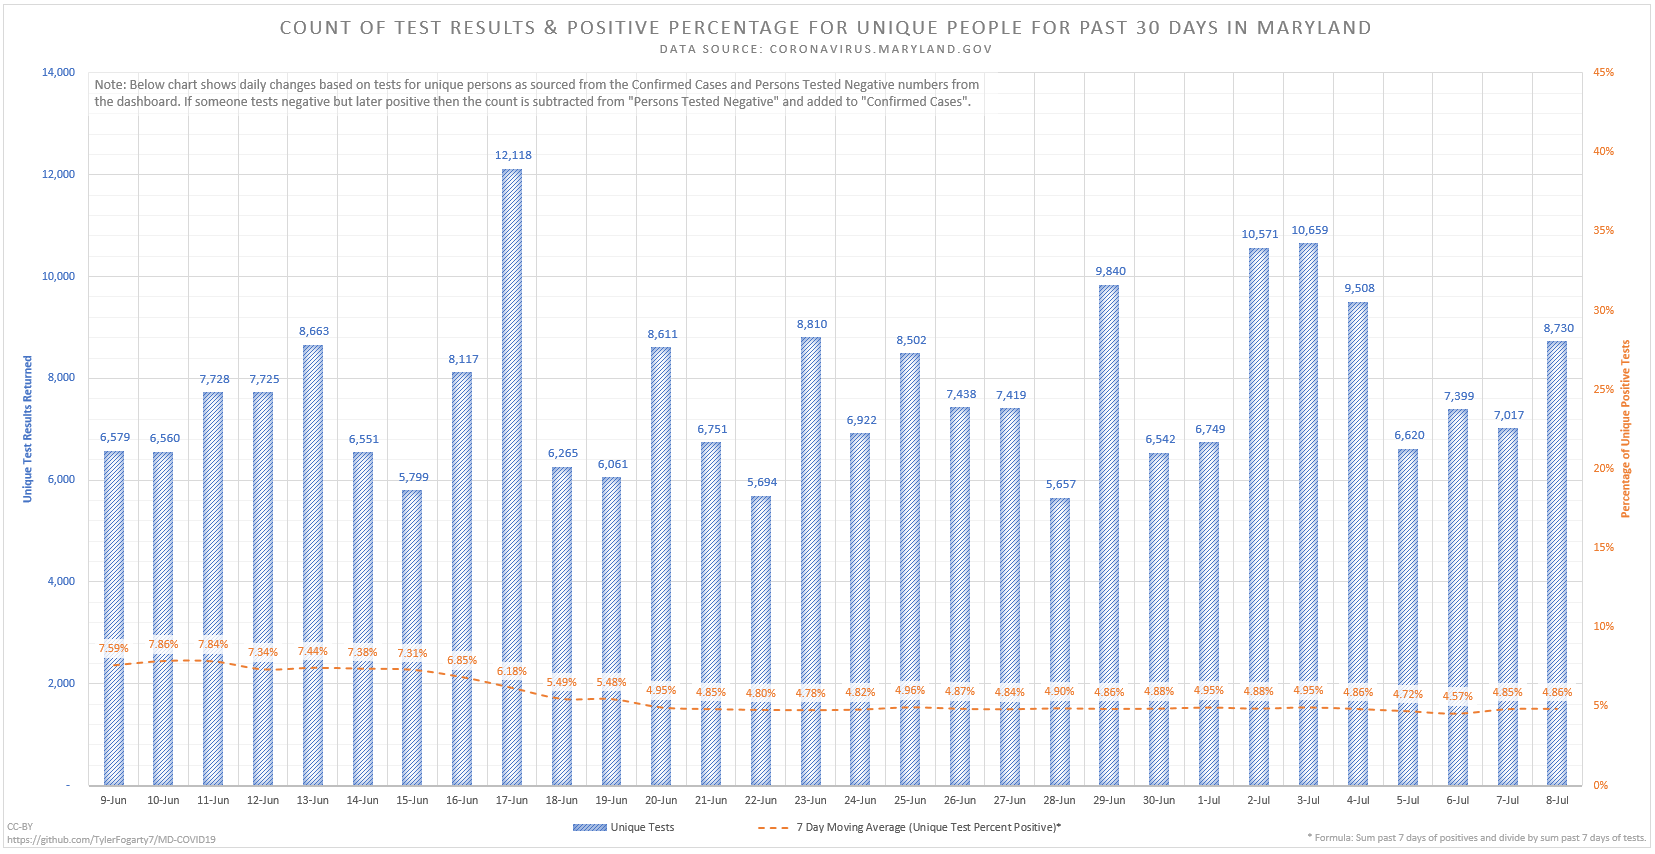 COUNT OF TEST RESULTS & POSITIVE PERCENTAGE FOR UNIQUE PEOPLE FOR PAST 30 DAYS IN MARYLAND
DATA SOURCE: CORONAVIRUS.MARYLAND.GOV
Note: Below chart shows daily changes based on tests for unique persons as sourced from the Confirmed Cases and Persons Tested Negative numbers from
the dashboard. If someone tests negative but later positive then the count is subtracted from "Persons Tested Negative" and added to "Confirmed Cases".
Unique Test Results Returned
14,000
12,000
10,000
8,000
6,000
4,000
2,000
-
6,579 6,560 7,728 7,725 8,663 6,551 5,799 8,117 12,118 6,265 6,061 8,611 6,751 5,694 8,810 6,922 8,502 7,438 7,419 5,657 9,840 6,542 6,749 10,571 10,659 9,508 6,620 7,399 7,017 8,730
7.59% 7.86% 7.84% 7.34% 7.44% 7.38% 7.31% 6.85% 6.18% 5.49% 5.48% 4.95% 4.85% 4.80% 4.78% 4.82% 4.96% 4.87% 4.84% 4.90% 4.86% 4.88% 4.95% 4.88% 4.95% 4.86% 4.72% 4.57% 4.85% 4.86%
45%
40%
35%
30%
25%
20%
15%
10%
5%
0%
Percentage of Unique Positive Tests
9-Jun 10-Jun 11-Jun 12-Jun 13-Jun 14-Jun 15-Jun 16-Jun 17-Jun 18-Jun 19-Jun 20-Jun 21-Jun 22-Jun 23-Jun 24-Jun 25-Jun 26-Jun 27-Jun 28-Jun 29-Jun 30-Jun 1-Jul 2-Jul 3-Jul 4-Jul 5-Jul 6-Jul 7-Jul 8-Jul
Unique Tests 7 Day Moving Average (Unique Test Percent Positive)*
CC-BY
https://github.com/TylerFogarty7/MD-COVID19
* Formula: Sum past 7 days of positives and divide by sum past 7 days of tests.